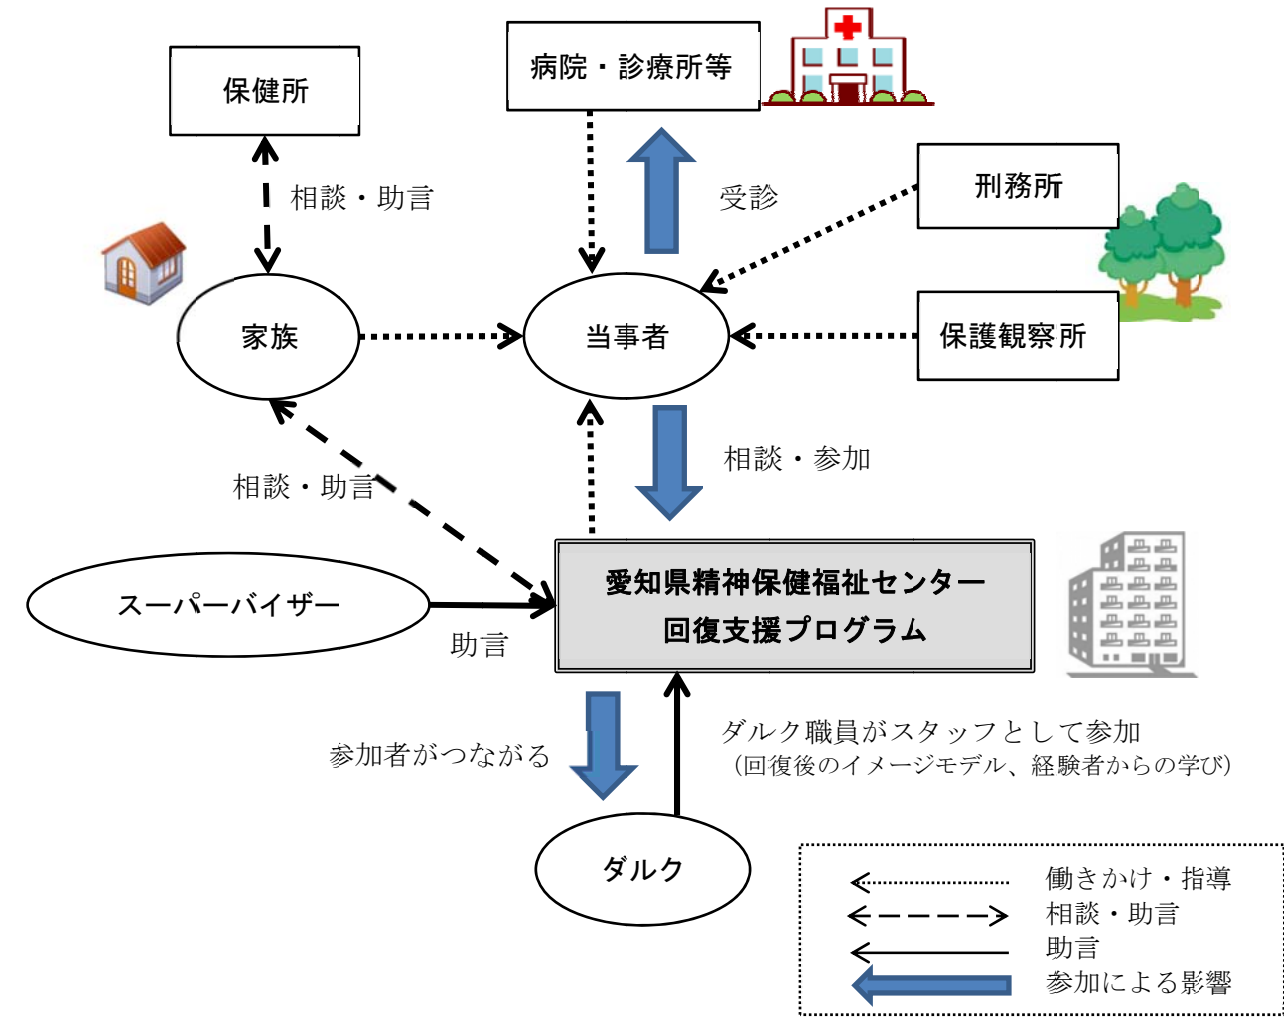 病院・診療所等
保健所
刑務所
相談・助言
受診
家族
当事者
保護観察所
相談・参加
相談・助言
愛知県精神保健福祉センター
回復支援プログラム
スーパーバイザー
助言
ダルク職員がスタッフとして参加
（回復後のイメージモデル、経験者からの学び）
参加者がつながる
ダルク
働きかけ・指導
相談・助言
助言
参加による影響